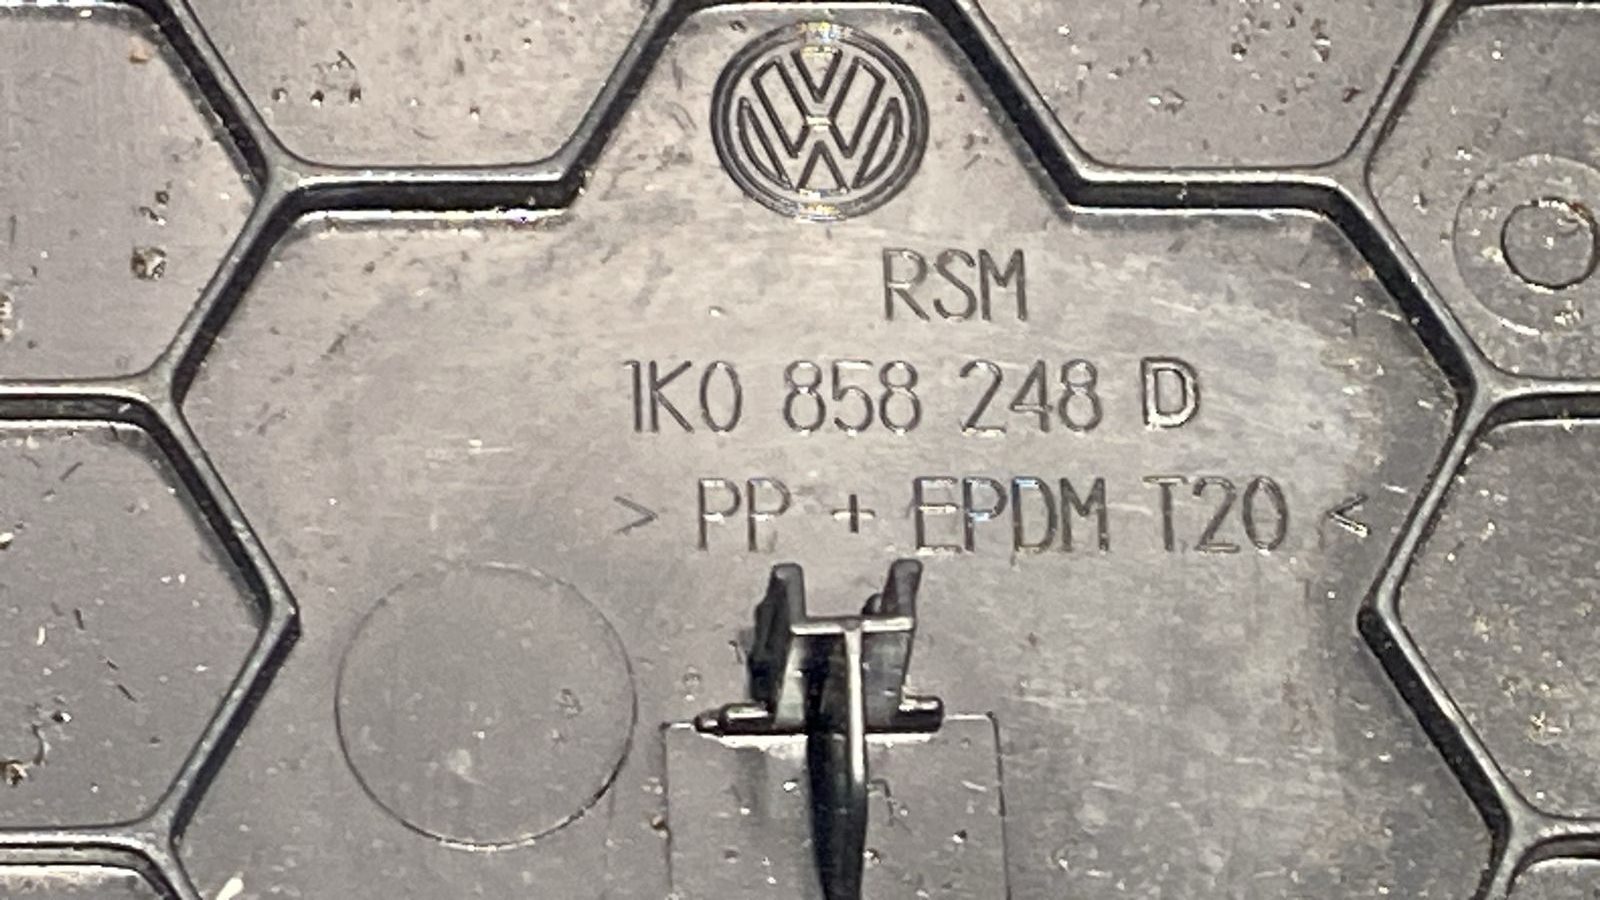 RSM
1K0 858 248 D
> PP + EPDM T20 <